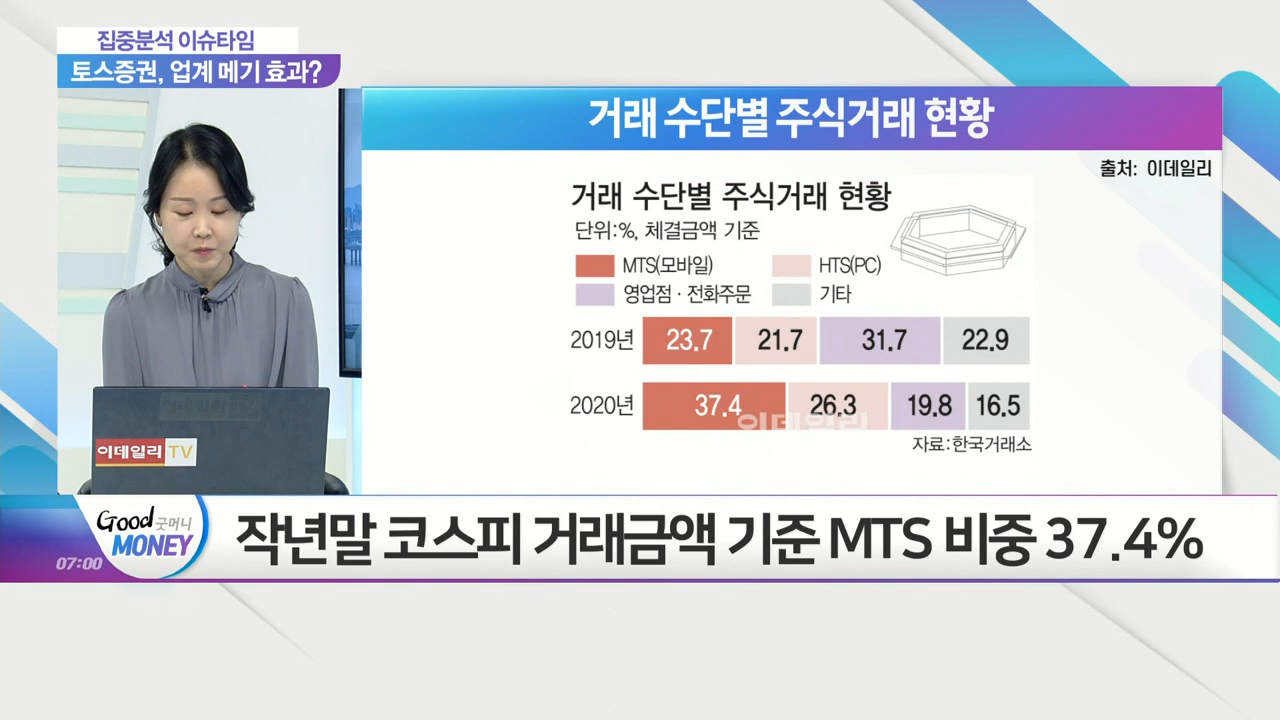 집중분석 이슈타임
토스증권, 업계 메기 효과?
거래 수단별 주식거래 현황
출처: 이데일리
거래 수단별 주식거래 현황
단위:%, 체결금액 기준
MTS(모바일) HTS(PC)
영업점·전화주문 기타
2019년 23.7 21.7 31.7 22.9
2020년 37.4 26.3 19.8 16.5
이데일리
자료:한국거래소
이데일리 TV
Good 굿머니
MONEY
07:00
작년말 코스피 거래금액 기준 MTS 비중 37.4%